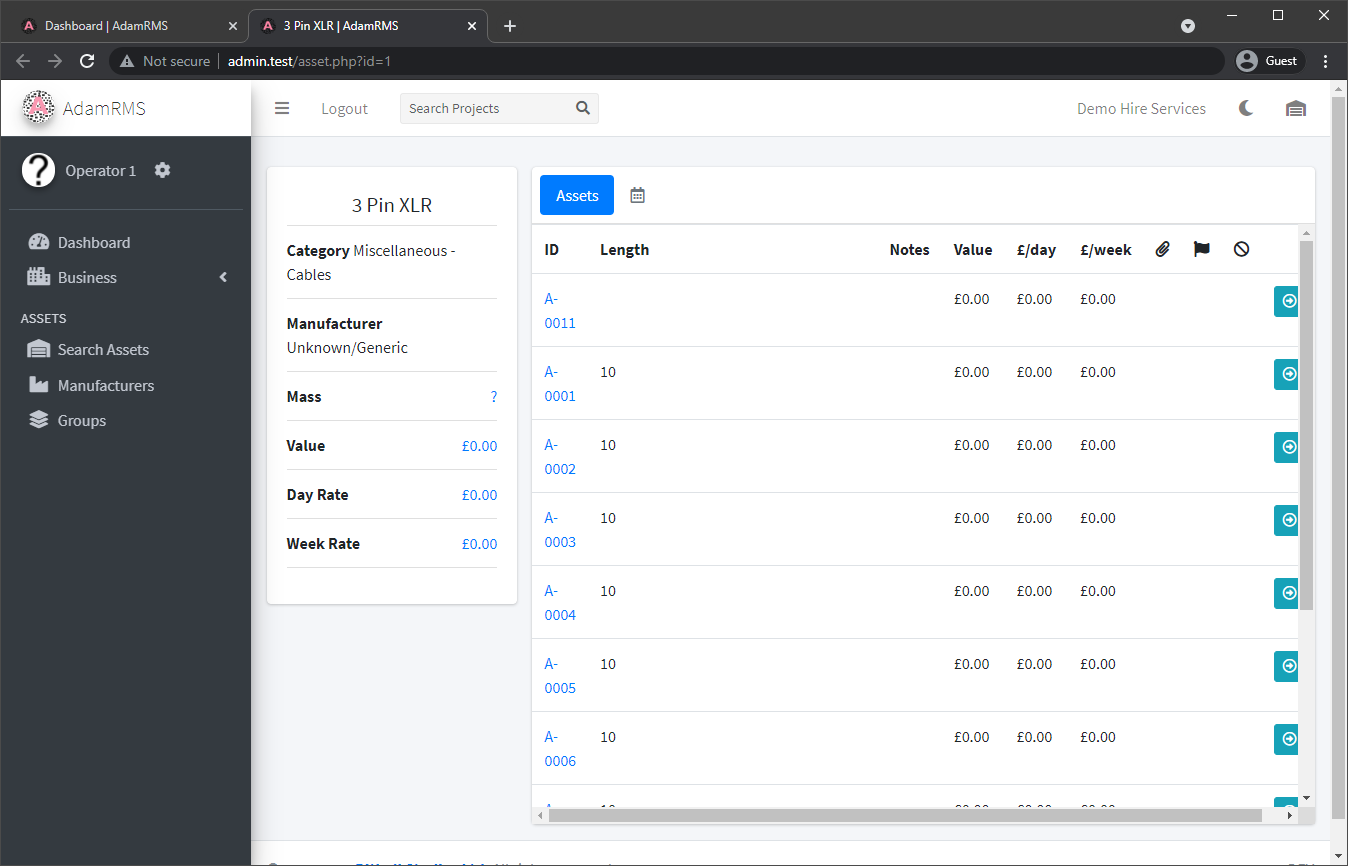 Dashboard | AdamRMS
3 Pin XLR | AdamRMS
Not secure admin.test/asset.php?id=1
Guest
AdamRMS
Logout
Search Projects
Demo Hire Services
Operator 1
Dashboard
Business
ASSETS
Search Assets
Manufacturers
Groups
3 Pin XLR
Category Miscellaneous -
Cables
Manufacturer
Unknown/Generic
Mass ?
Value £0.00
Day Rate £0.00
Week Rate £0.00
Assets
ID Length Notes Value £/day £/week
A-
0011
£0.00 £0.00 £0.00
A-
0001
10 £0.00 £0.00 £0.00
A-
0002
10 £0.00 £0.00 £0.00
A-
0003
10 £0.00 £0.00 £0.00
A-
0004
10 £0.00 £0.00 £0.00
A-
0005
10 £0.00 £0.00 £0.00
A-
0006
10 £0.00 £0.00 £0.00